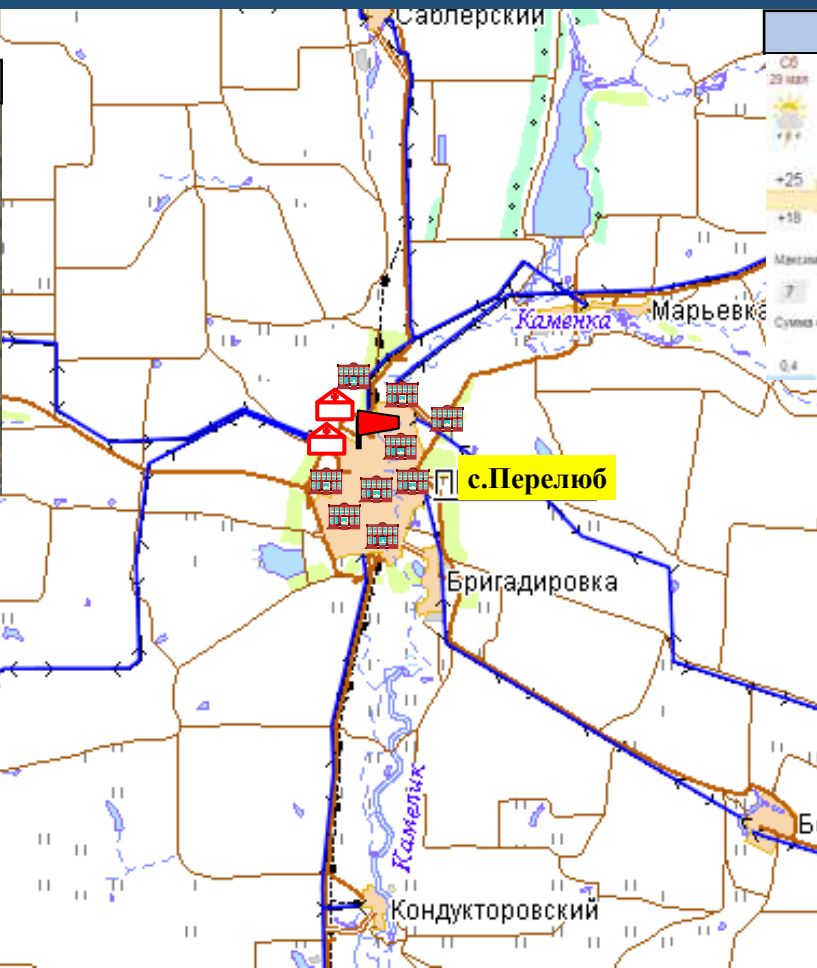 Саблерский
Сб
29 мая
+25
+18
7
0,4
Марьевка
Каменка
с.Перелюб
Бригадировка
Камелик
Кондукторовский